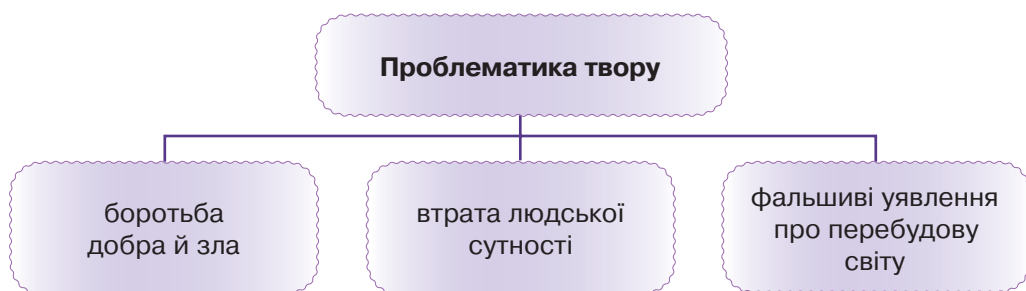 Проблематика твору
боротьба
добра й зла
втрата людської
сутності
фальшиві уявлення
про перебудову
світу